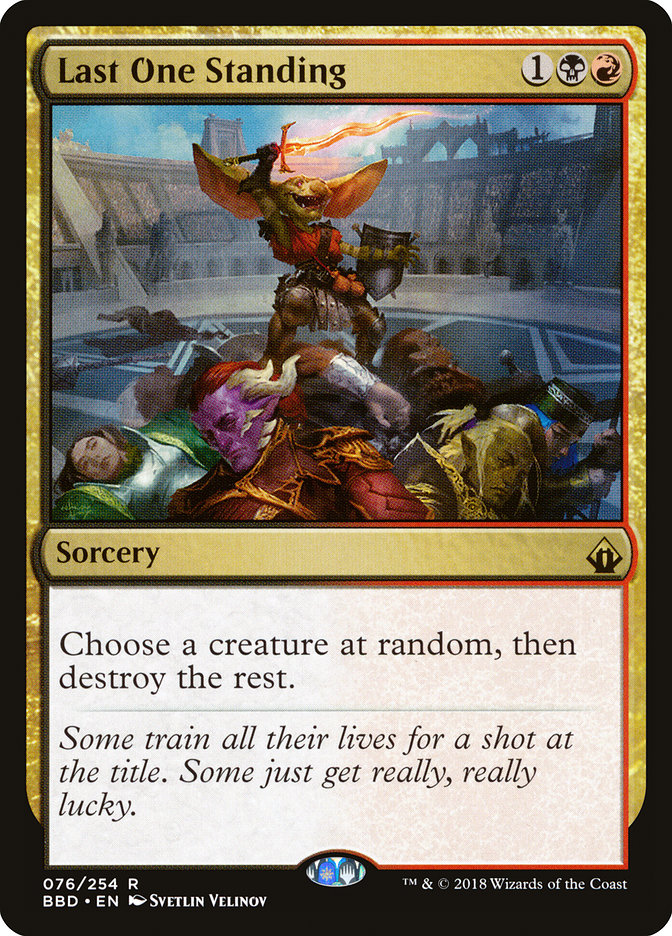 Last One Standing 1
Sorcery
Choose a creature at random, then
destroy the rest.
Some train all their lives for a shot at
the title. Some just get really, really
lucky.
076/254 R
BBD • EN Svetlin Velinov
™ & © 2018 Wizards of the Coast